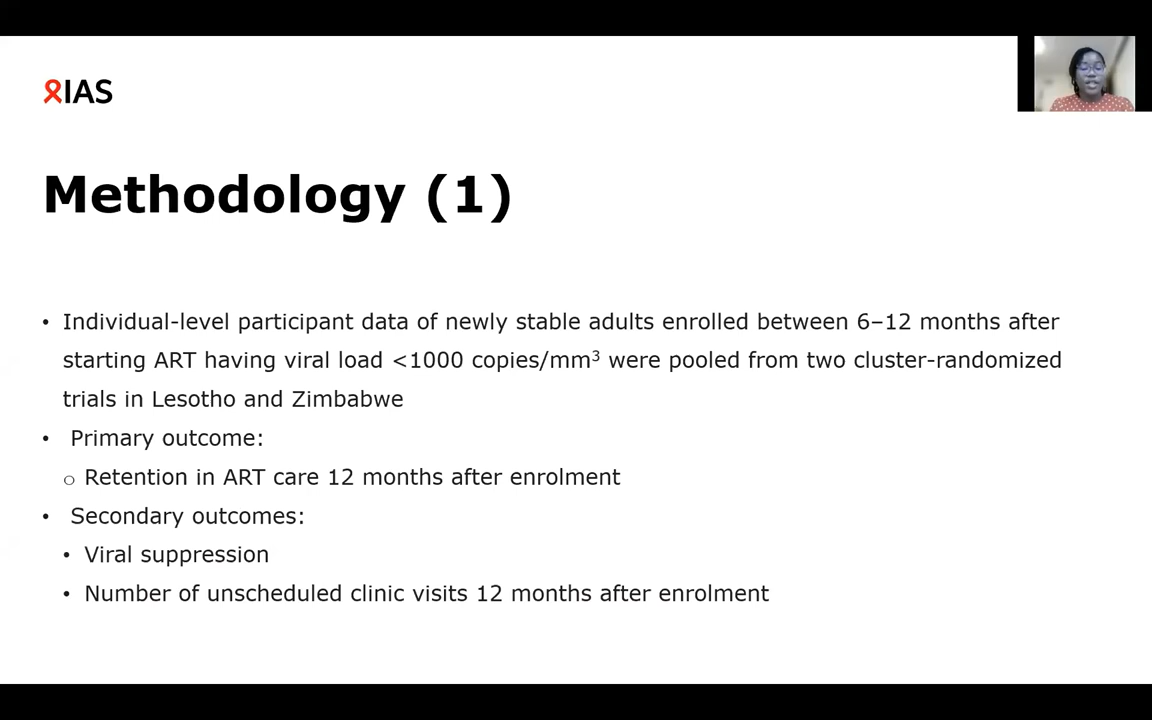 IAS
Methodology (1)
• Individual-level participant data of newly stable adults enrolled between 6–12 months after
starting ART having viral load <1000 copies/mm³ were pooled from two cluster-randomized
trials in Lesotho and Zimbabwe
• Primary outcome:
○ Retention in ART care 12 months after enrolment
• Secondary outcomes:
• Viral suppression
• Number of unscheduled clinic visits 12 months after enrolment